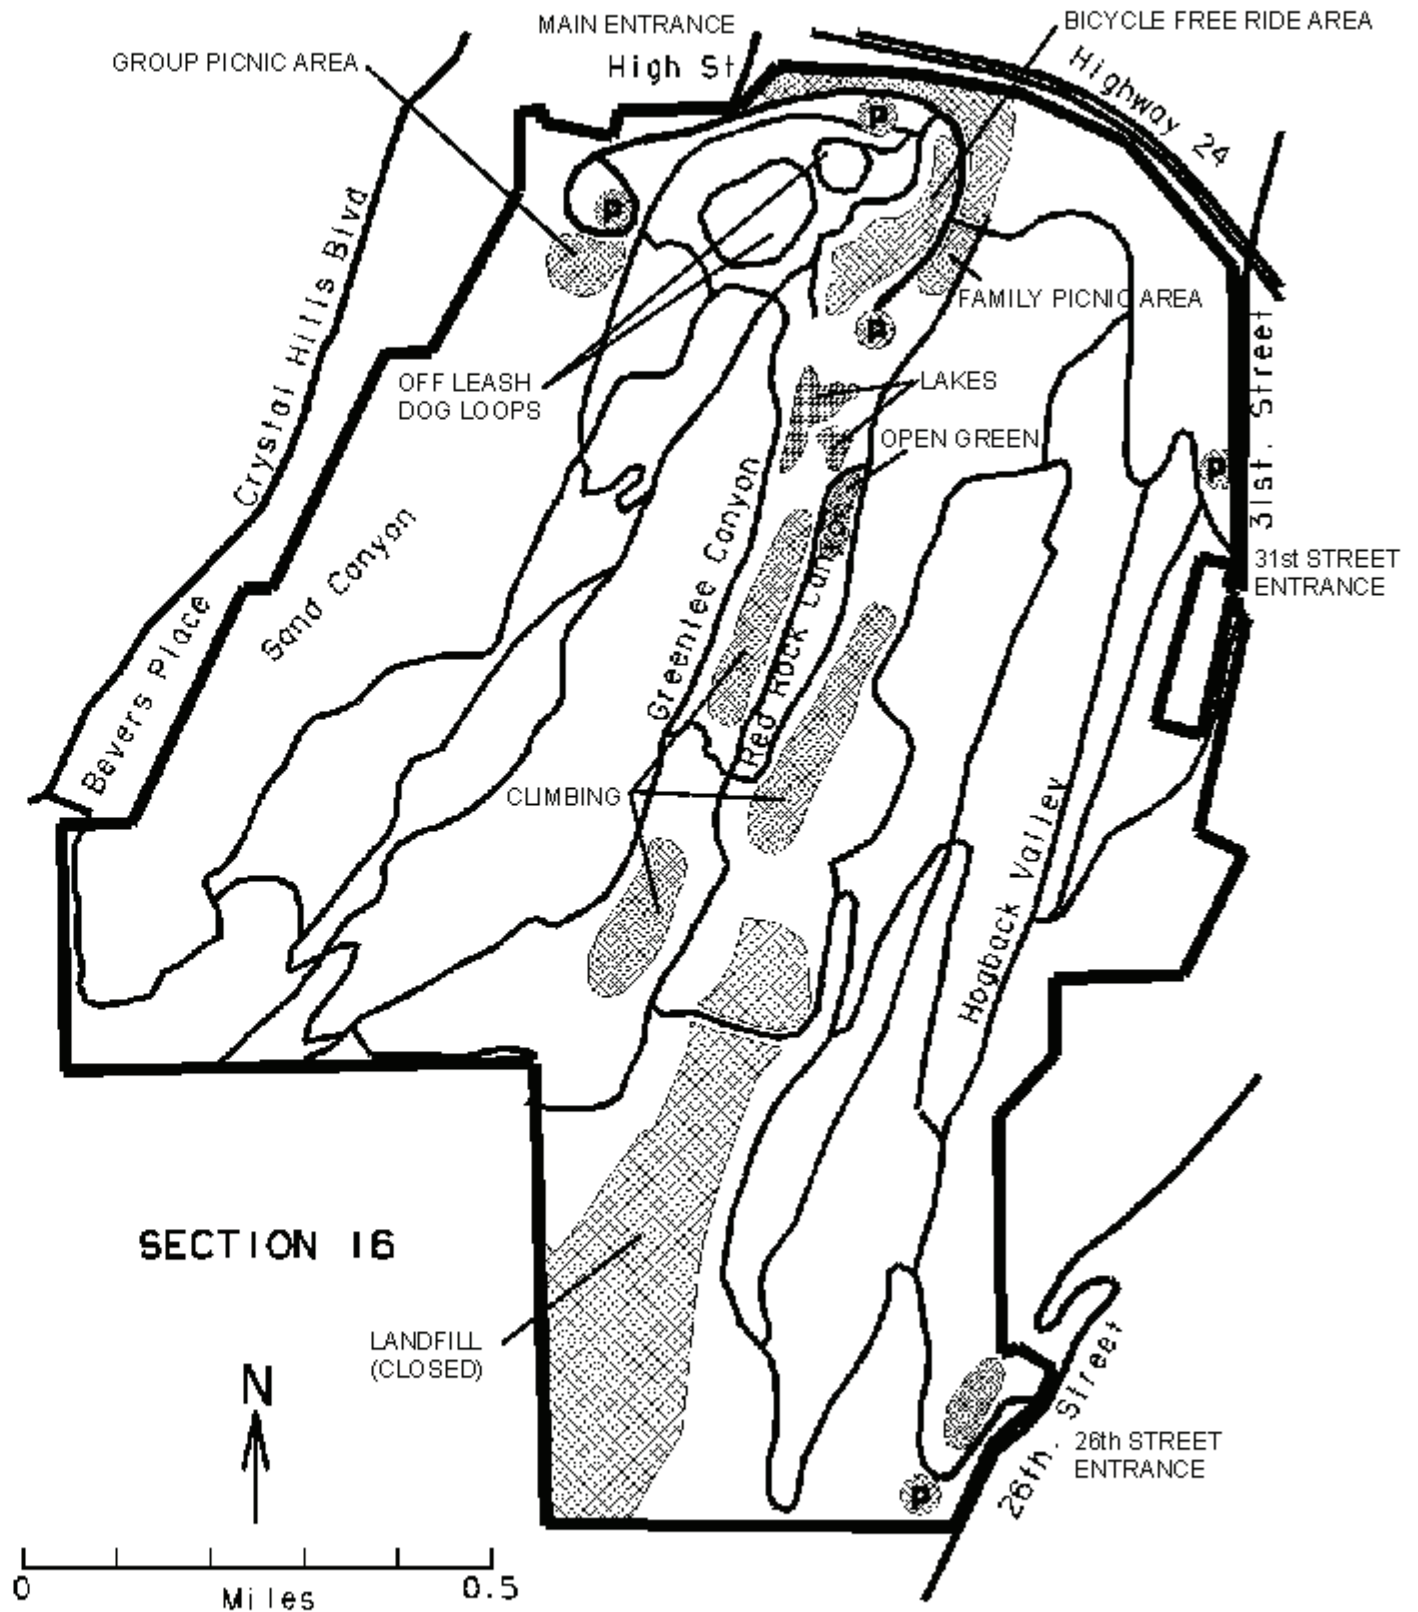 MAIN ENTRANCE
BICYCLE FREE RIDE AREA
GROUP PICNIC AREA
High St
Highway 24
P
P
Crystal Hills Blvd
FAMILY PICNIC AREA
P
31st. Street
OFF LEASH
DOG LOOPS
LAKES
OPEN GREEN
P
Sand Canyon
Greenlee Canyon
Red Rock Canyon
31st STREET
ENTRANCE
Bevers Place
CLIMBING
Hogback Valley
SECTION 16
LANDFILL
(CLOSED)
N
26th. Street
26th STREET
ENTRANCE
P
0 0.5
Miles